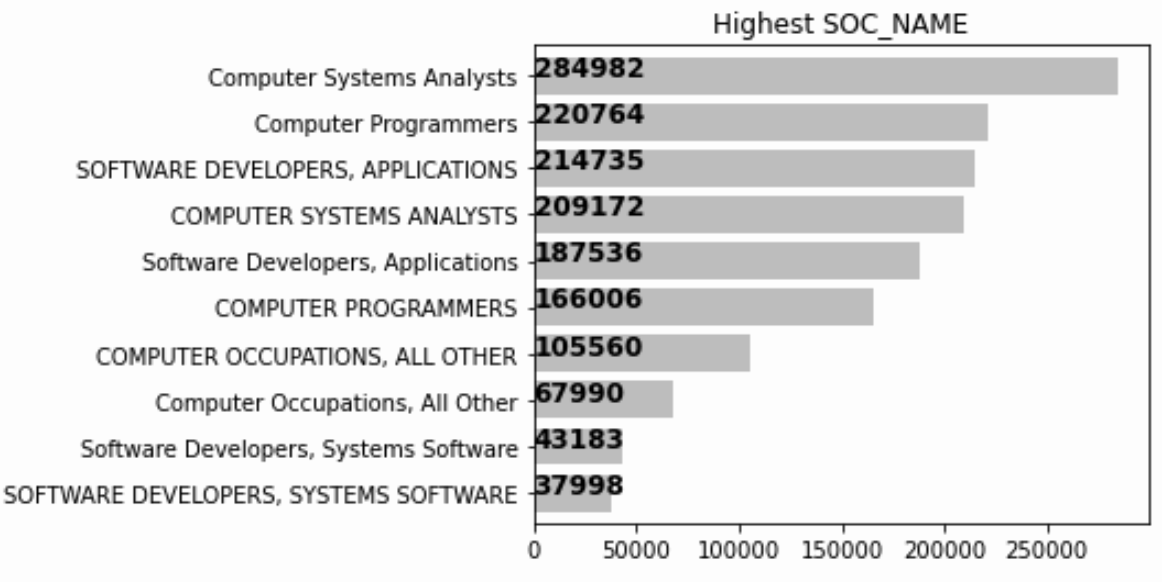 Highest SOC_NAME
Computer Systems Analysts 284982
Computer Programmers 220764
SOFTWARE DEVELOPERS, APPLICATIONS 214735
COMPUTER SYSTEMS ANALYSTS 209172
Software Developers, Applications 187536
COMPUTER PROGRAMMERS 166006
COMPUTER OCCUPATIONS, ALL OTHER 105560
Computer Occupations, All Other 67990
Software Developers, Systems Software 43183
SOFTWARE DEVELOPERS, SYSTEMS SOFTWARE 37998
0 50000 100000 150000 200000 250000